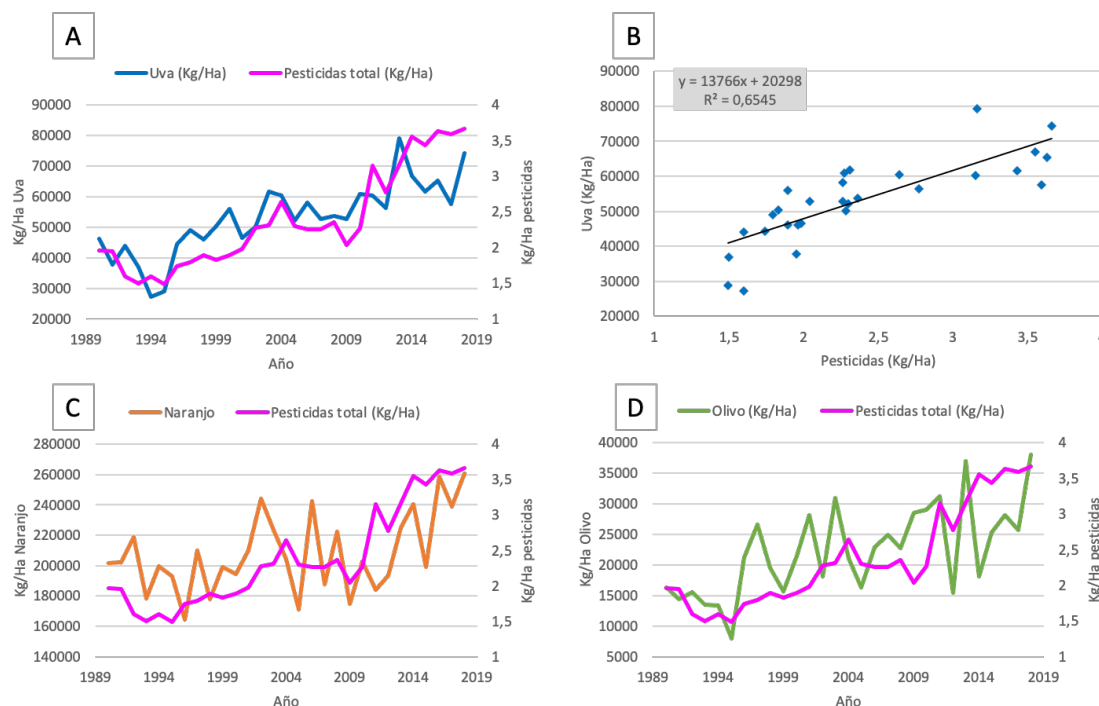 A
Uva (Kg/Ha) Pesticidas total (Kg/Ha)
90000
80000
70000
60000
50000
40000
30000
20000
Kg/Ha Uva
4
3,5
3
2,5
2
1,5
1
Kg/Ha pesticidas
1989 1994 1999 2004 2009 2014 2019
Año
B
y = 13766x + 20298
R² = 0,6545
90000
80000
70000
60000
50000
40000
30000
20000
Uva (Kg/Ha)
1 1,5 2 2,5 3 3,5 4
Pesticidas (Kg/Ha)
C
Naranjo Pesticidas total (Kg/Ha)
280000
260000
240000
220000
200000
180000
160000
140000
Kg/Ha Naranjo
4
3,5
3
2,5
2
1,5
1
Kg/Ha pesticidas
1989 1994 1999 2004 2009 2014 2019
Año
D
Olivo (Kg/Ha) Pesticidas total (Kg/Ha)
40000
35000
30000
25000
20000
15000
10000
5000
Kg/Ha Olivo
4
3,5
3
2,5
2
1,5
1
Kg/Ha pesticidas
1989 1994 1999 2004 2009 2014 2019
Año